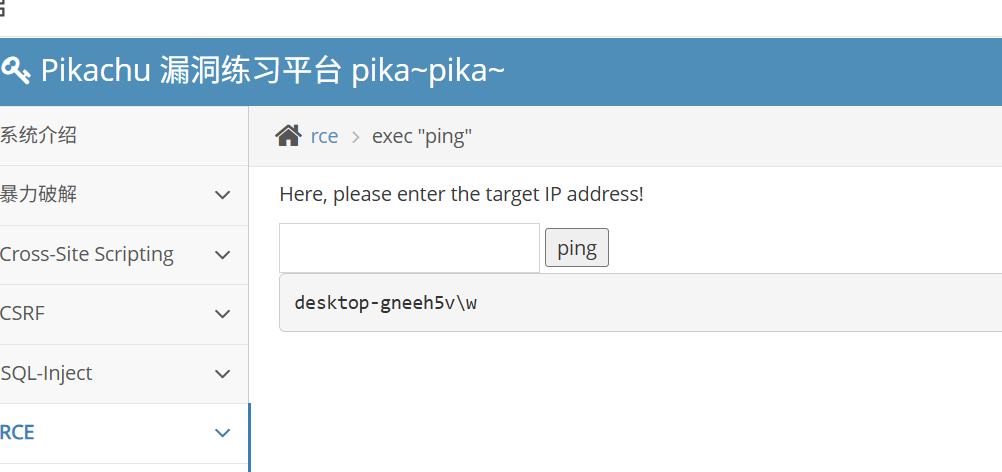 Pikachu 漏洞练习平台 pika~pika~
系统介绍
暴力破解
Cross-Site Scripting
CSRF
SQL-Inject
RCE
rce > exec "ping"
Here, please enter the target IP address!
ping
desktop-gneeh5v\w